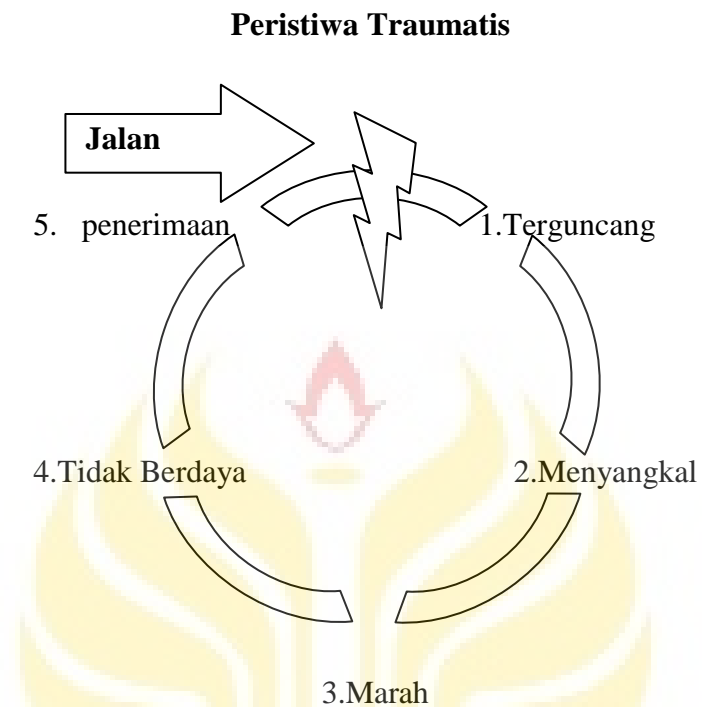 Peristiwa Traumatis
Jalan
5. penerimaan
1.Terguncang
4.Tidak Berdaya
2.Menyangkal
3.Marah